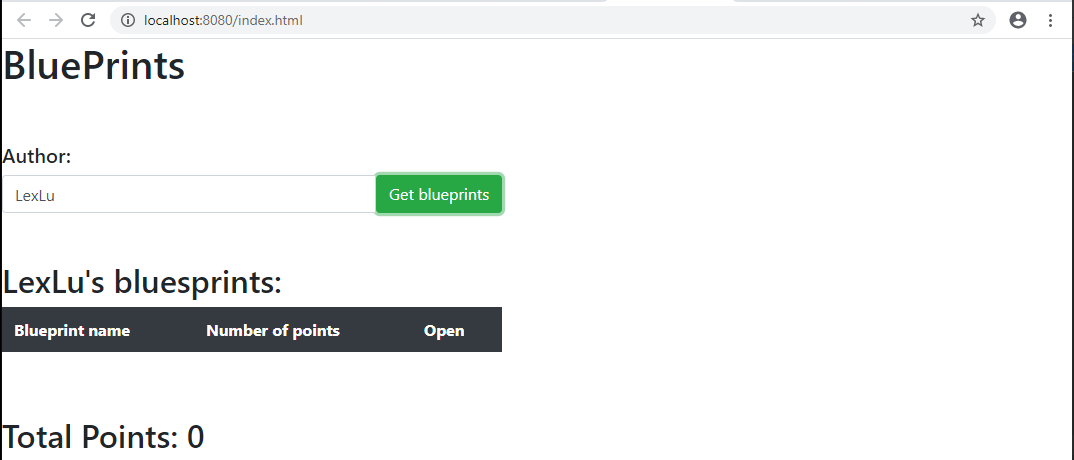 localhost:8080/index.html
BluePrints
Author:
LexLu Get blueprints
LexLu's bluesprints:
Blueprint name Number of points Open
Total Points: 0